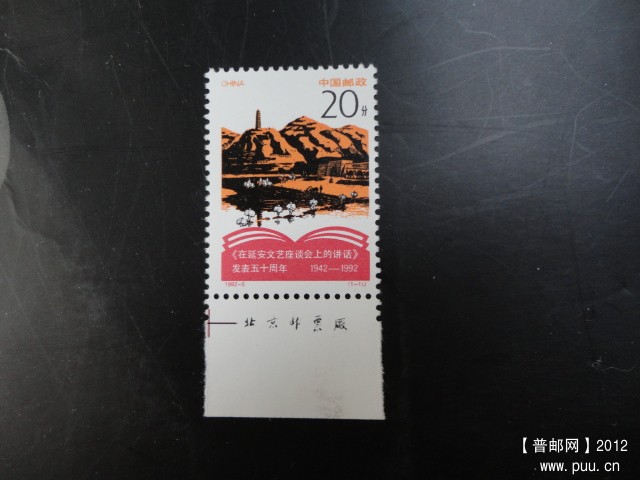 CHINA 中国邮政
20分
《在延安文艺座谈会上的讲话》
发表五十周年 1942—1992
1992-5 (1-1)J
北京邮票厂
【普邮网】2012
www.puu.cn